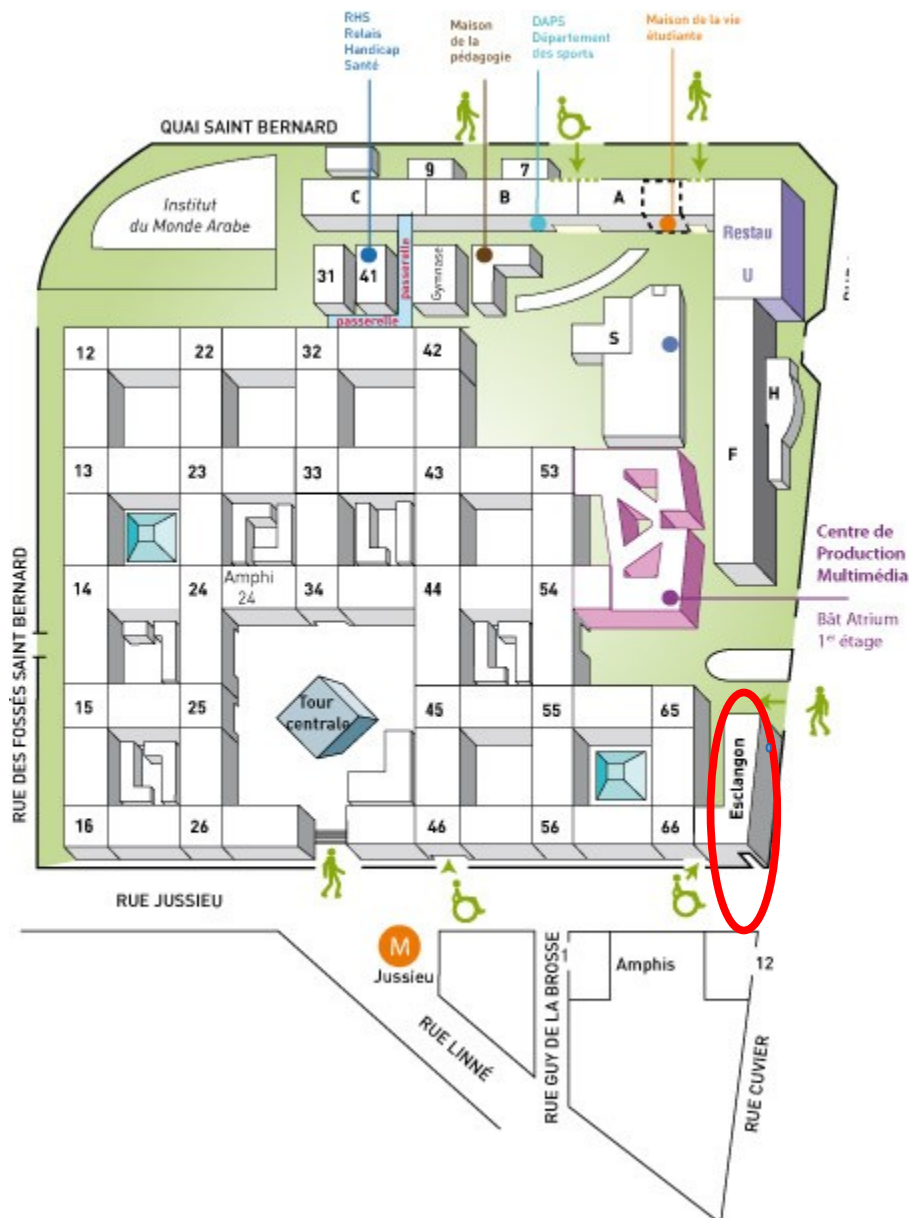 RHS
Relais
Handicap
Santé
Maison
de la
pédagogie
DAPS
Département
des sports
Maison de la vie
étudiante
QUAI SAINT BERNARD
9
7
C
B
A
Institut
du Monde Arabe
Restau
U
31
41
passerelle
Gymnase
passerelle
S
12
22
32
42
H
F
13
23
33
43
53
Centre de
Production
Multimédia
Bât Atrium
1er étage
RUE DES FOSSÉS SAINT BERNARD
14
24
Amphi
24
34
44
54
15
25
Tour
centrale
45
55
65
Esclangon
16
26
46
56
66
RUE JUSSIEU
M
Jussieu
RUE LINNÉ
RUE GUY DE LA BROSSE
1
Amphis
12
RUE CUVIER